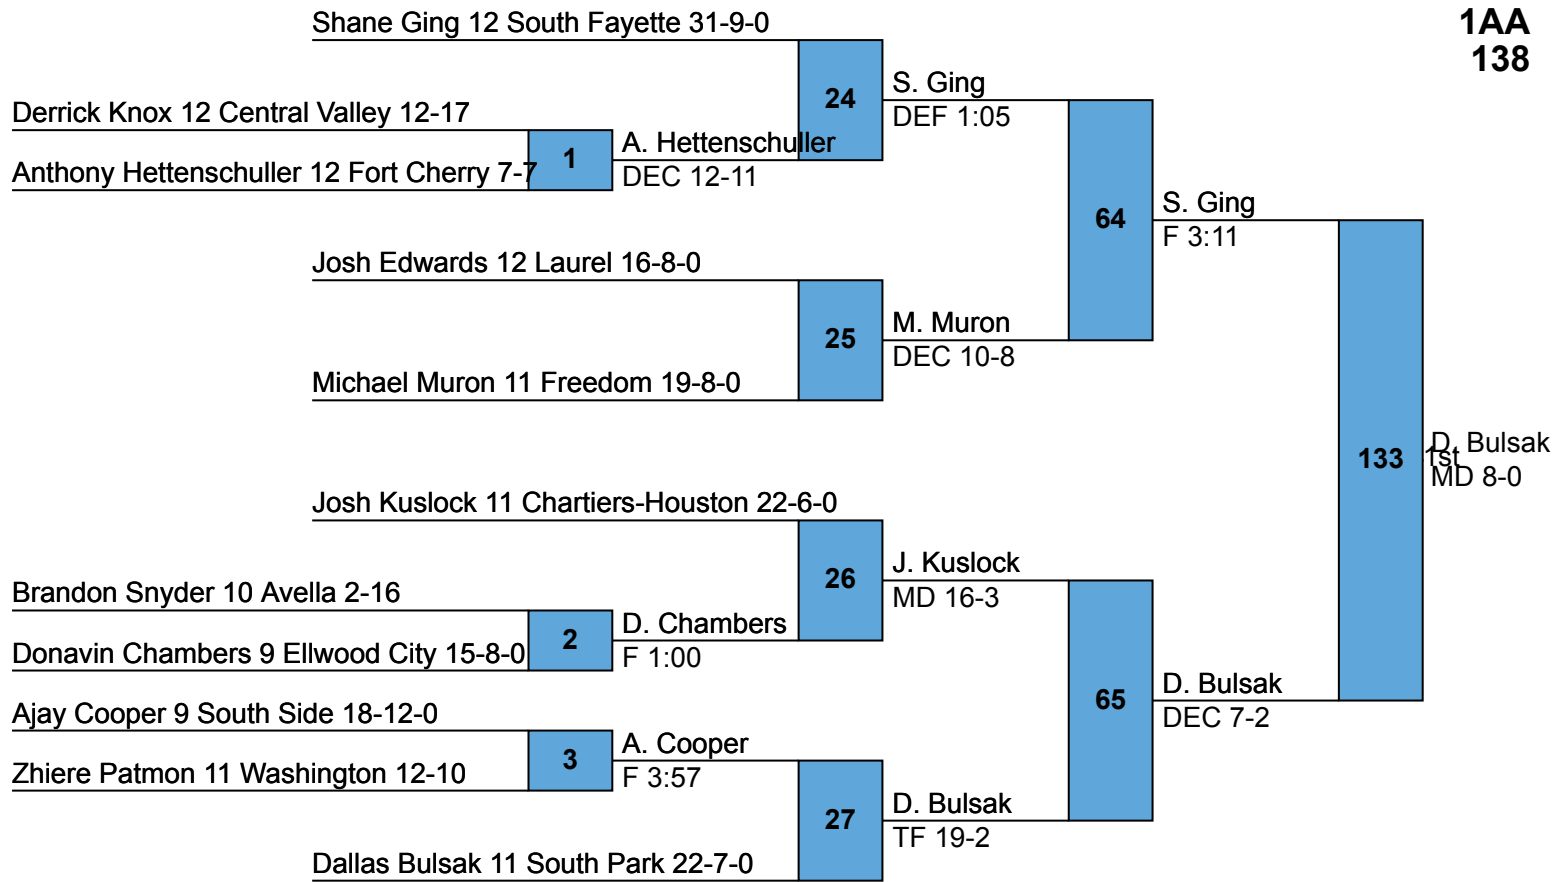 1AA
138
Shane Ging 12 South Fayette 31-9-0
24
S. Ging
DEF 1:05
Derrick Knox 12 Central Valley 12-17
1
A. Hettenschuller
DEC 12-11
Anthony Hettenschuller 12 Fort Cherry 7-7
64
S. Ging
F 3:11
Josh Edwards 12 Laurel 16-8-0
25
M. Muron
DEC 10-8
Michael Muron 11 Freedom 19-8-0
133
1st
D. Bulsak
MD 8-0
Josh Kuslock 11 Chartiers-Houston 22-6-0
26
J. Kuslock
MD 16-3
Brandon Snyder 10 Avella 2-16
2
D. Chambers
F 1:00
Donavin Chambers 9 Ellwood City 15-8-0
65
D. Bulsak
DEC 7-2
Ajay Cooper 9 South Side 18-12-0
3
A. Cooper
F 3:57
Zhiere Patmon 11 Washington 12-10
27
D. Bulsak
TF 19-2
Dallas Bulsak 11 South Park 22-7-0